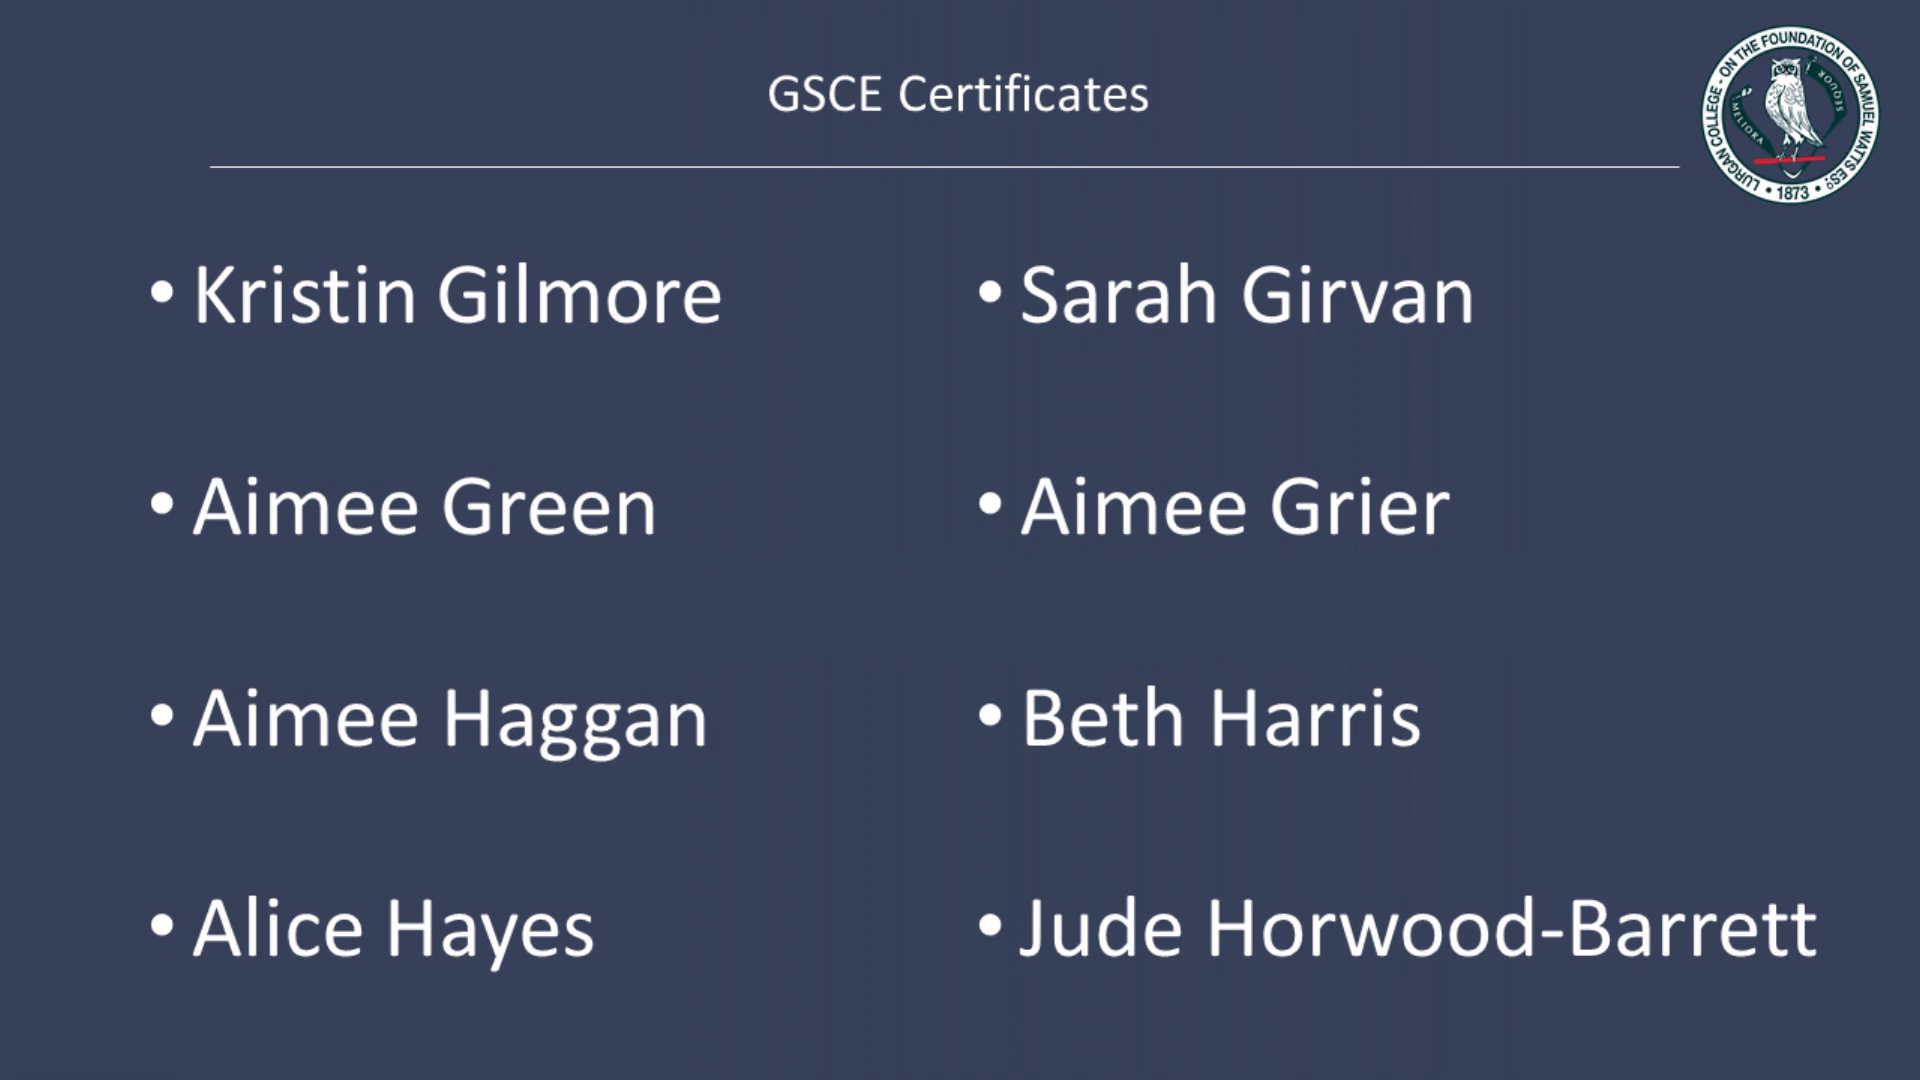 GSCE Certificates
LURGAN COLLEGE - ON THE FOUNDATION OF SAMUEL WATTS ESQ.
MELIORA SEQUOR
• 1873 •
• Kristin Gilmore
• Sarah Girvan
• Aimee Green
• Aimee Grier
• Aimee Haggan
• Beth Harris
• Alice Hayes
• Jude Horwood-Barrett